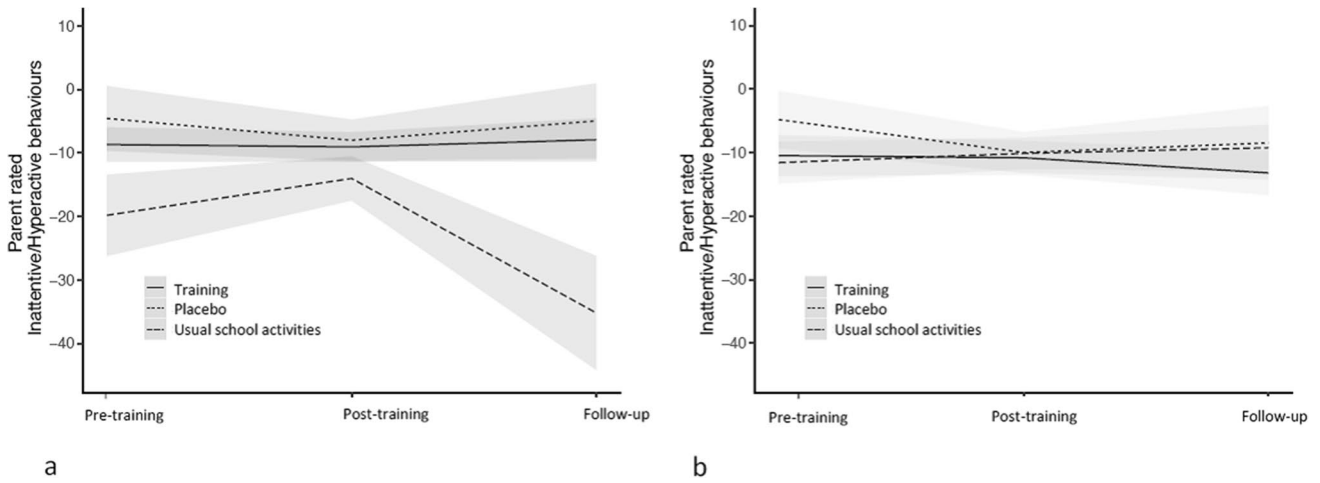 Parent rated
Inattentive/Hyperactive behaviours
10
0
−10
−20
−30
−40
Training
Placebo
Usual school activities
Pre-training
Post-training
Follow-up
a
Parent rated
Inattentive/Hyperactive behaviours
10
0
−10
−20
−30
−40
Training
Placebo
Usual school activities
Pre-training
Post-training
Follow-up
b